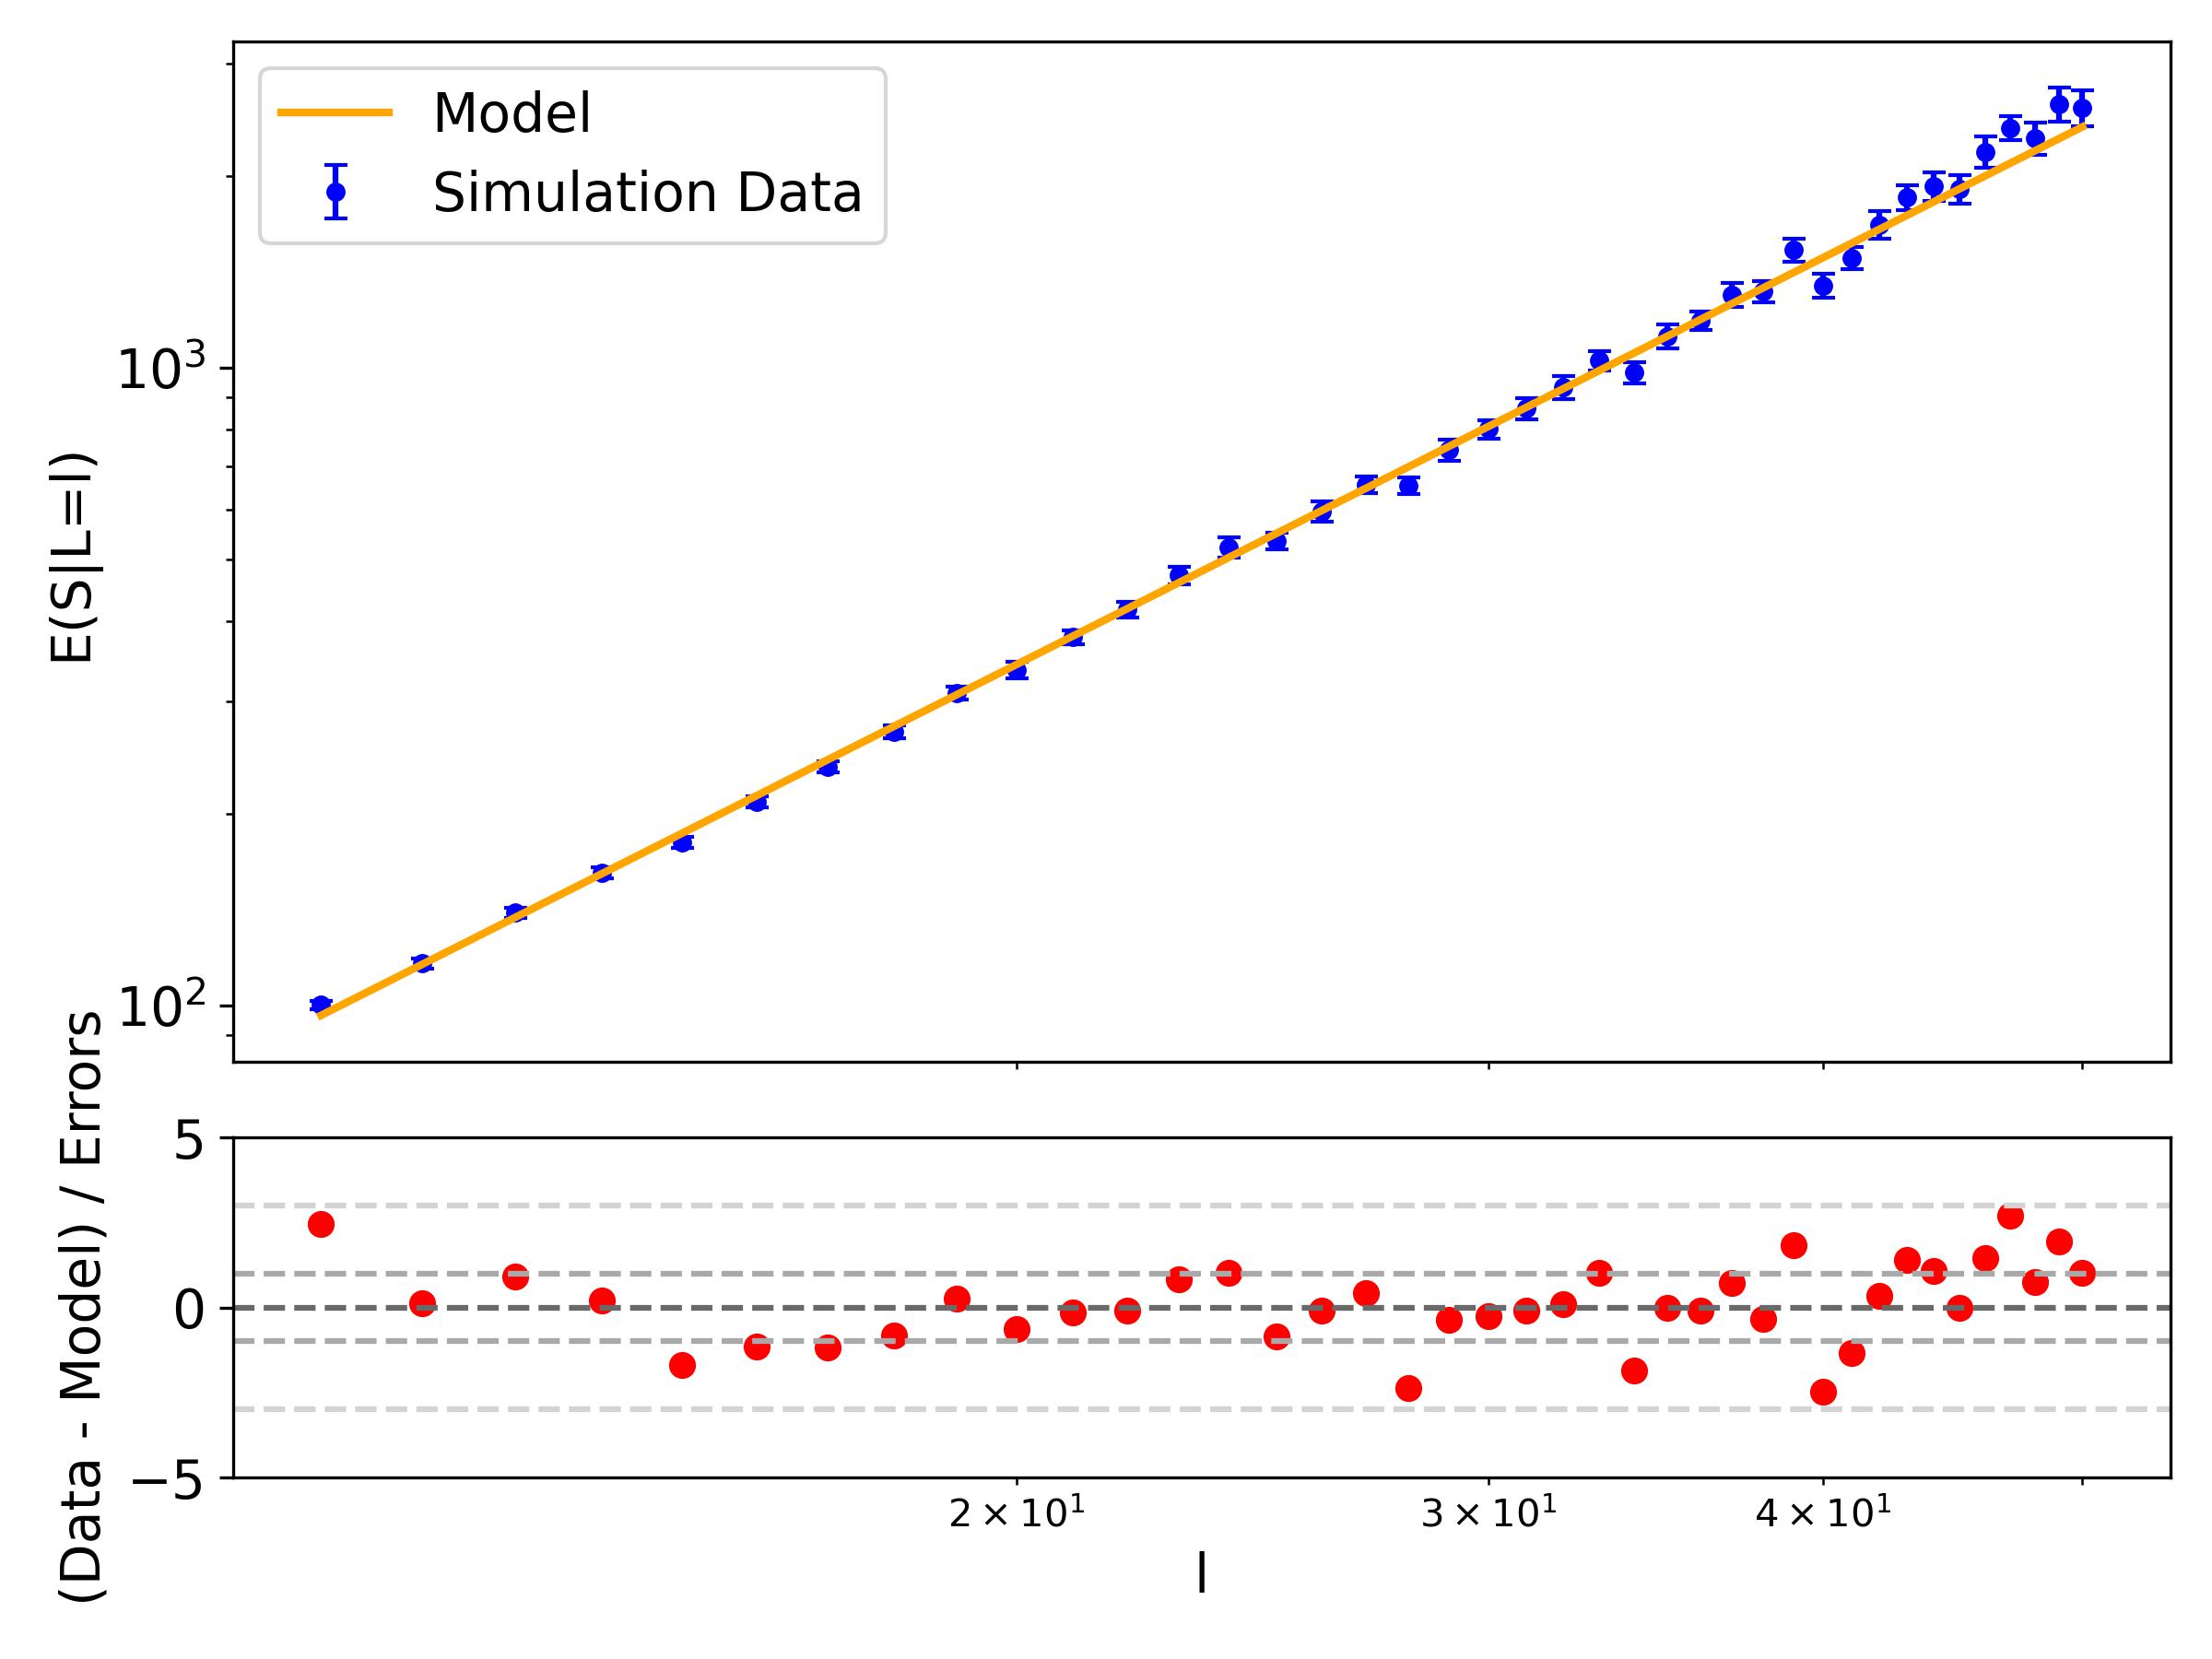 Model
Simulation Data
E(S|L=l)
10³
10²
(Data - Model) / Errors
5
0
−5
2 × 10¹
3 × 10¹
4 × 10¹
l